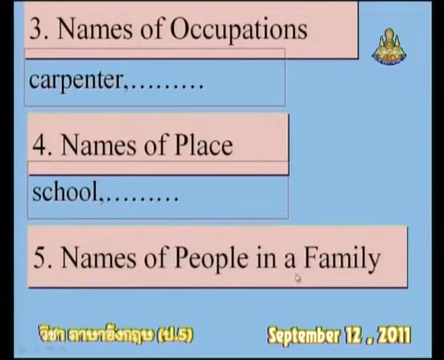 3. Names of Occupations
carpenter,.........
4. Names of Place
school,.........
5. Names of People in a Family
วิชา ภาษาอังกฤษ (ป.5)
September 12 , 2011